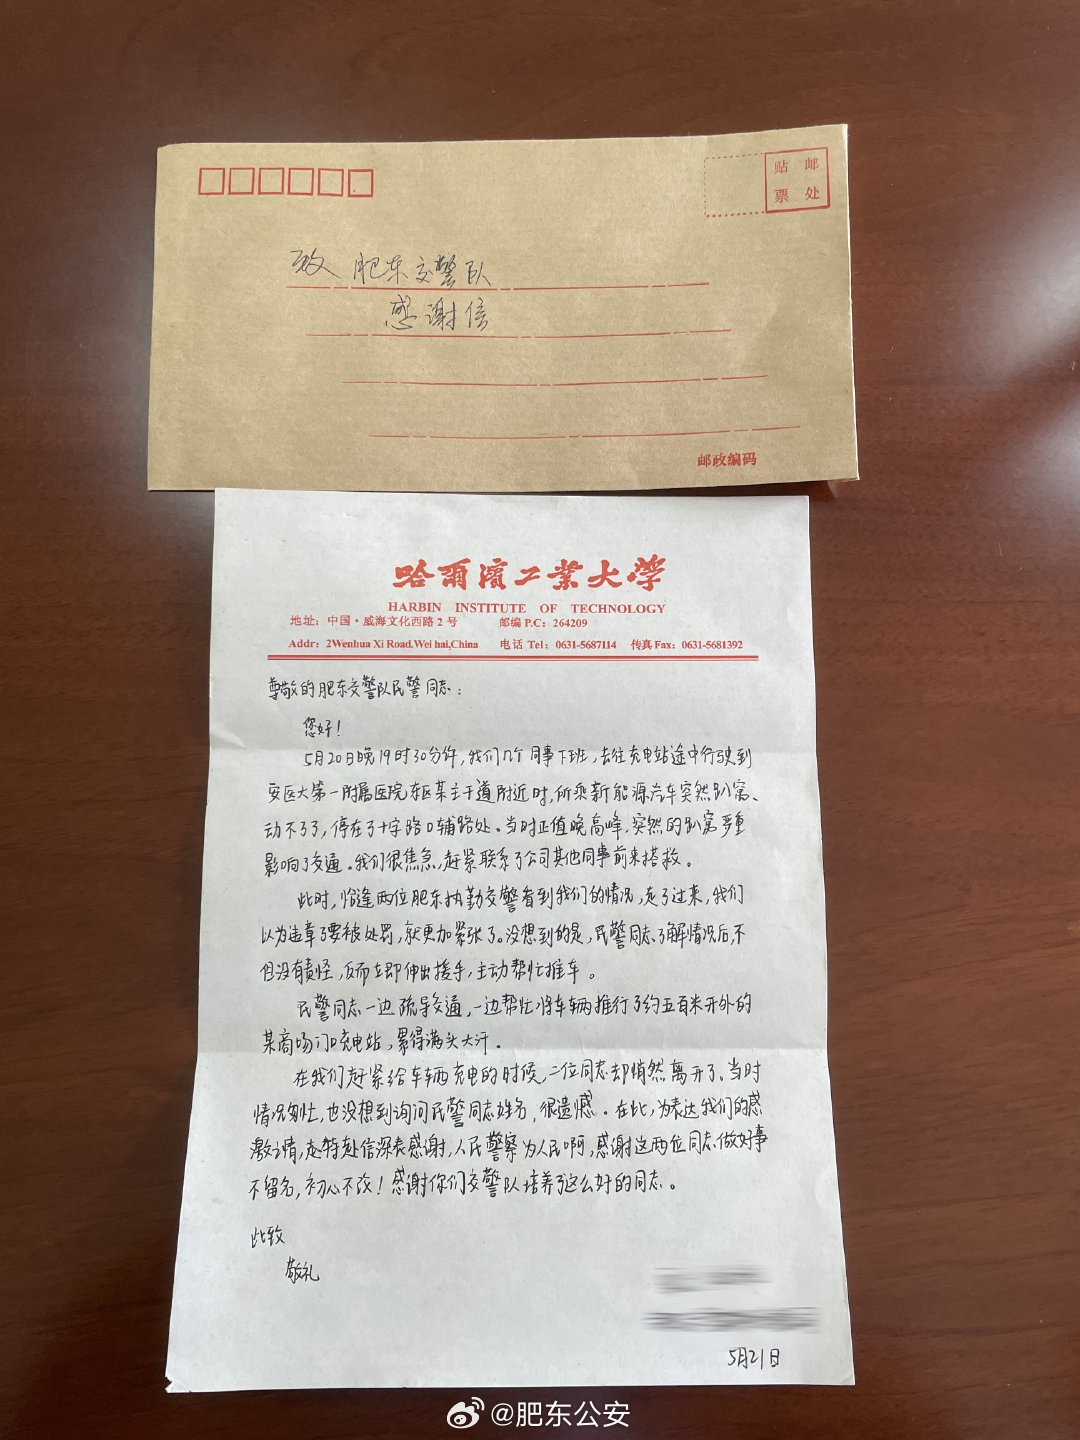 贴 邮
票 处
致 肥东交警队
感谢信
邮政编码
哈爾濱工業大學
HARBIN INSTITUTE OF TECHNOLOGY
地址：中国·威海文化西路2号 邮编 P.C：264209
Addr：2Wenhua Xi Road.Wei hai,China 电话 Tel：0631-5687114 传真Fax：0631-5681392
尊敬的肥东交警队民警同志：
您好！
5月20日晚19时30分许，我们几个同事下班，去往充电站途中行驶到
安医大第一附属医院东区某主干道附近时，所乘新能源汽车突然趴窝、
动不了了，停在了十字路口辅路处。当时正值晚高峰，突然的趴窝严重
影响了交通。我们很焦急，赶紧联系了公司其他同事前来搭救。
此时，恰逢两位肥东执勤交警看到我们的情况，走了过来，我们
以为违章了要被处罚，就更加紧张了。没想到的是，民警同志了解情况后，不
但没有责怪，反而立即伸出援手，主动帮忙推车。
民警同志一边疏导交通，一边帮忙将车辆推行了约五百米开外的
某商场门口充电站，累得满头大汗。
在我们赶紧给车辆充电的时候，二位同志却悄然离开了。当时
情况匆忙，也没想到询问民警同志姓名，很遗憾。在此，为表达我们的感
激之情，赶特赴信深表感谢，人民警察为人民啊，感谢这两位同志做好事
不留名，初心不改！感谢你们交警队培养了这么好的同志。
此致
敬礼
5月21日
@肥东公安